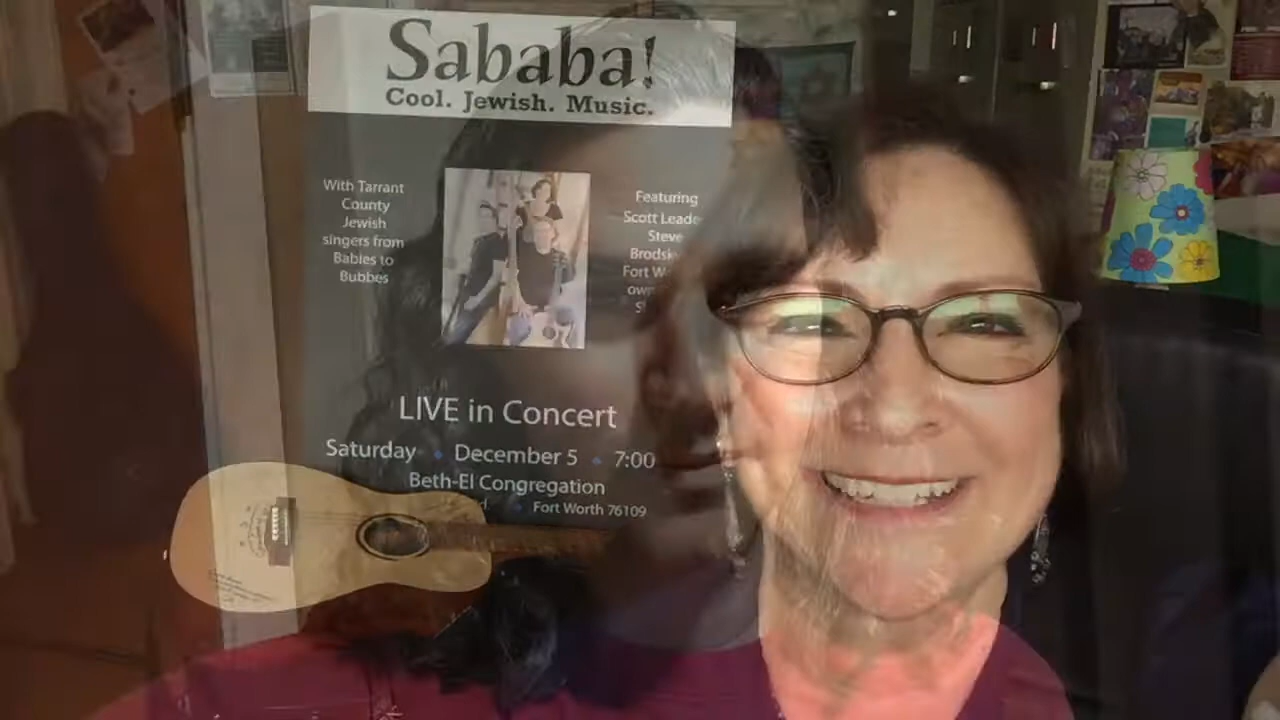 Sababa!
Cool. Jewish. Music.
With Tarrant
County
Jewish
singers from
Babies to
Bubbes
Featuring
Scott
Steve
Fort
LIVE in Concert
Saturday • December 5 • 7:00
Beth-El Congregation
• Fort Worth 76109